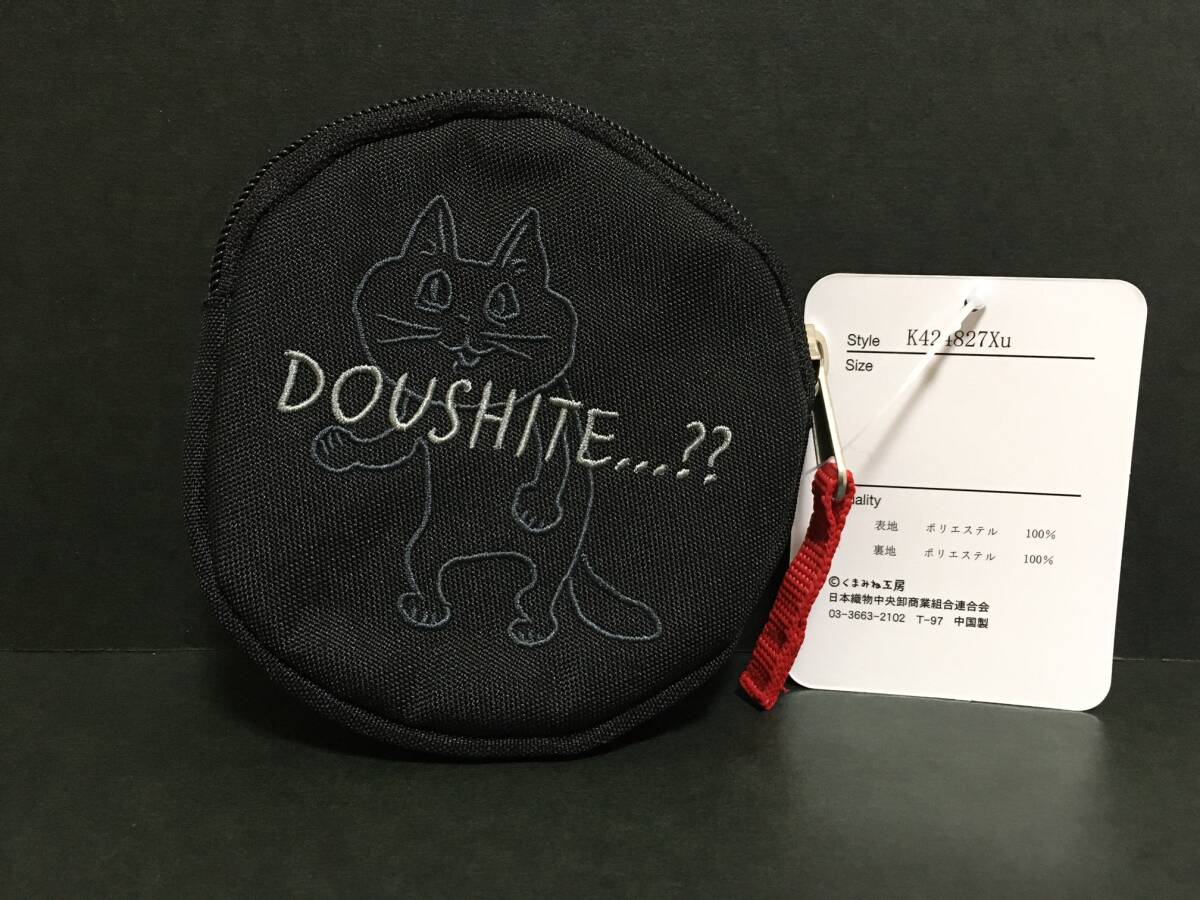 DOUSHITE...??
Style K424827Xu
Size
uality
表地 ポリエステル 100%
裏地 ポリエステル 100%
©くまみね工房
日本織物中央卸商業組合連合会
03-3663-2102 T-97 中国製